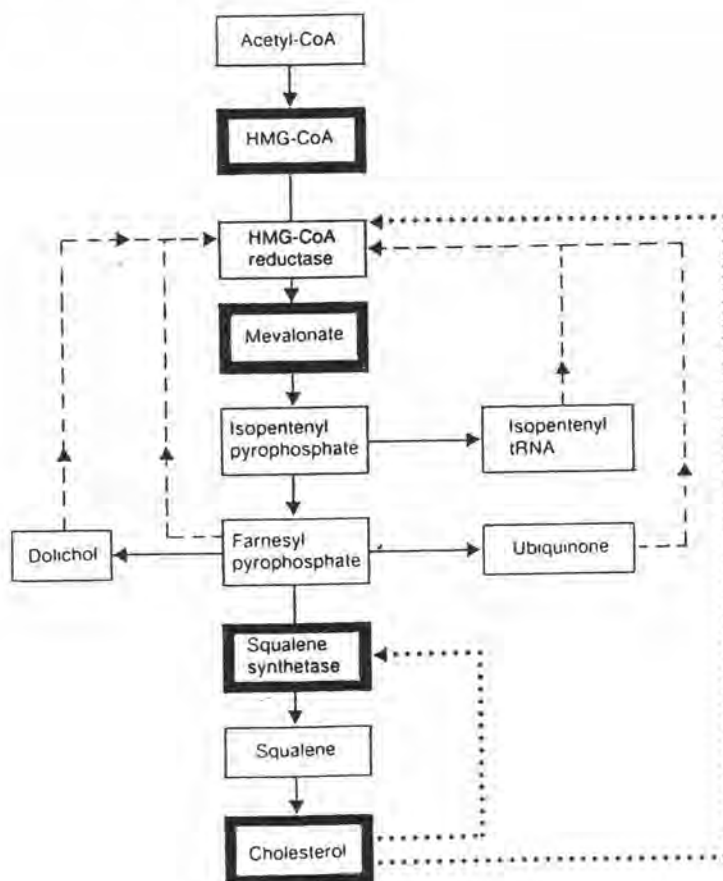 Acetyl-CoA
HMG-CoA
HMG-CoA
reductase
Mevalonate
Isopentenyl
pyrophosphate
Isopentenyl
tRNA
Dolichol
Farnesyl
pyrophosphate
Ubiquinone
Squalene
synthetase
Squalene
Cholesterol